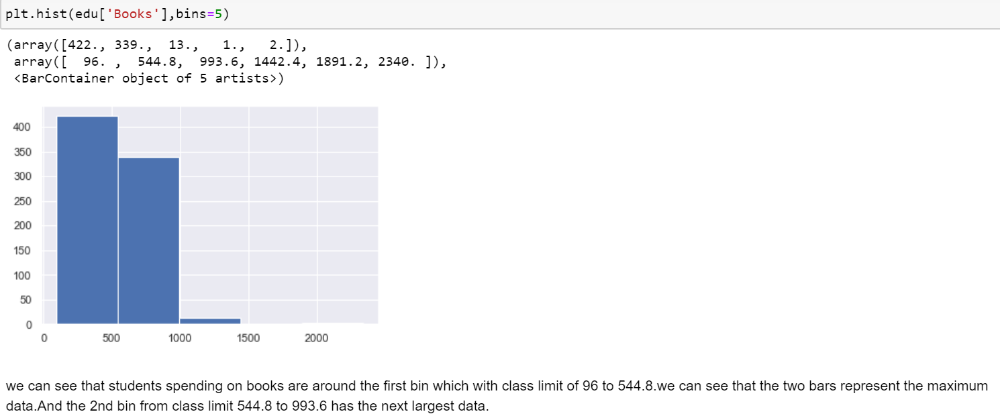 plt.hist(edu['Books'],bins=5)
(array([422., 339.,  13.,   1.,   2.]),
 array([  96. ,  544.8,  993.6, 1442.4, 1891.2, 2340. ]),
 <BarContainer object of 5 artists>)
400
350
300
250
200
150
100
50
0
0 500 1000 1500 2000
we can see that students spending on books are around the first bin which with class limit of 96 to 544.8.we can see that the two bars represent the maximum
data.And the 2nd bin from class limit 544.8 to 993.6 has the next largest data.